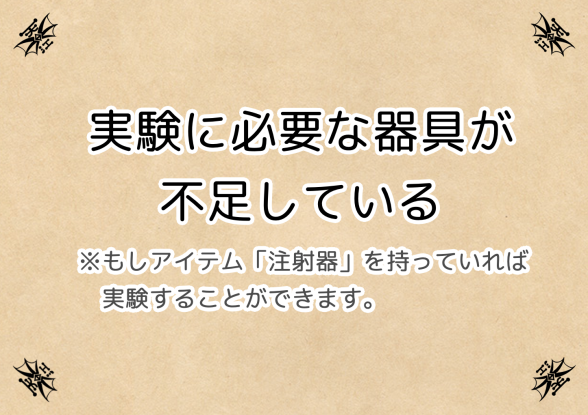 実験に必要な器具が
不足している
※もしアイテム「注射器」を持っていれば
実験することができます。